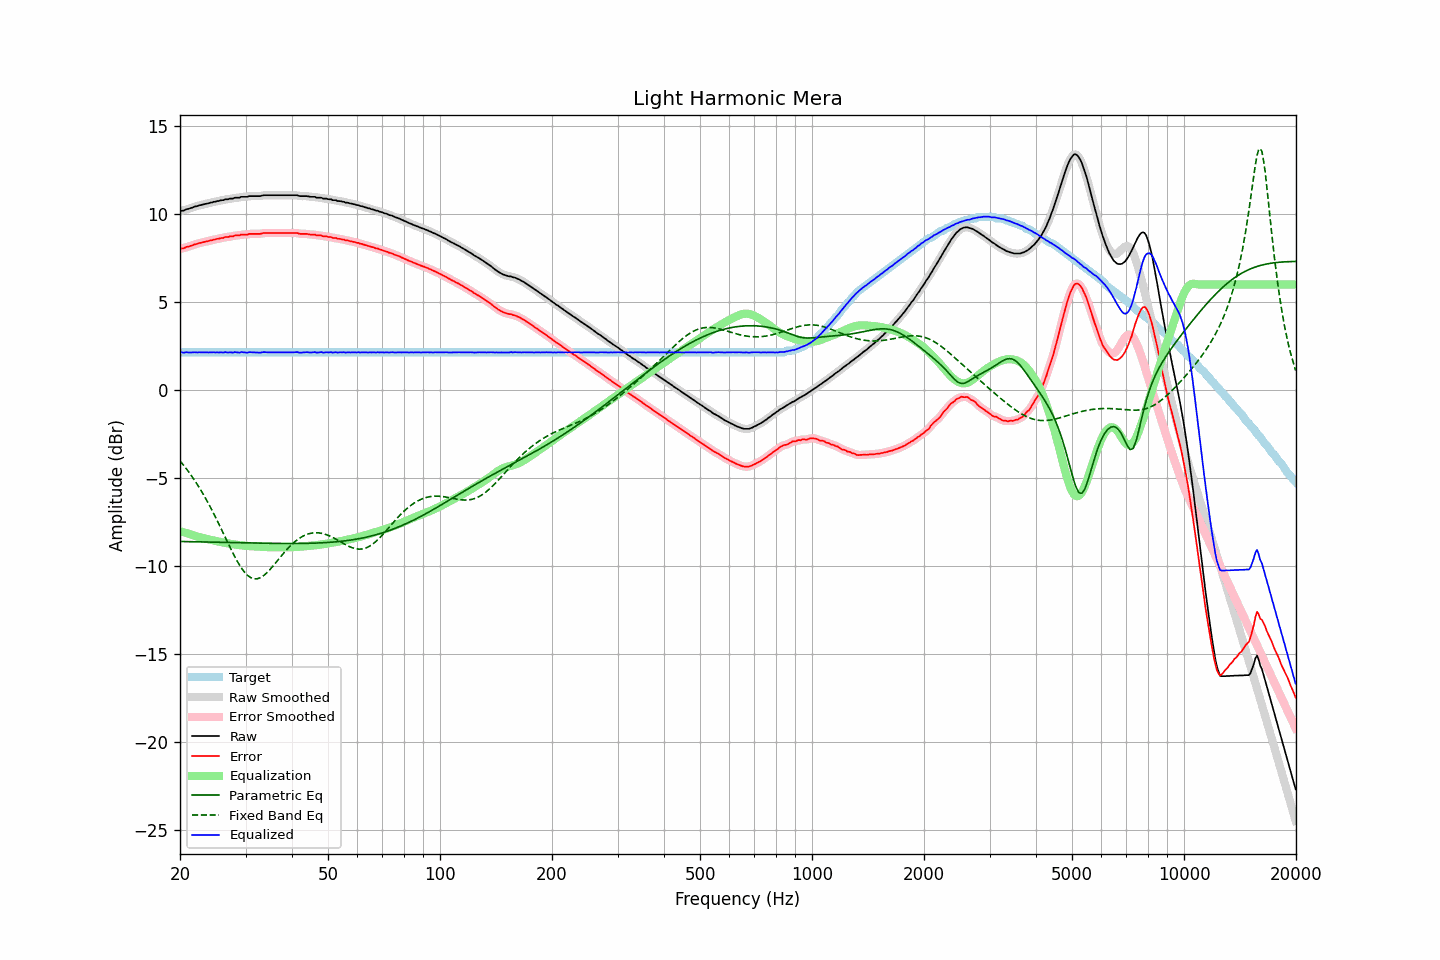 Light Harmonic Mera
Amplitude (dBr)
15
10
5
0
−5
−10
−15
−20
−25
Target
Raw Smoothed
Error Smoothed
Raw
Error
Equalization
Parametric Eq
Fixed Band Eq
Equalized
20 50 100 200 500 1000 2000 5000 10000 20000
Frequency (Hz)